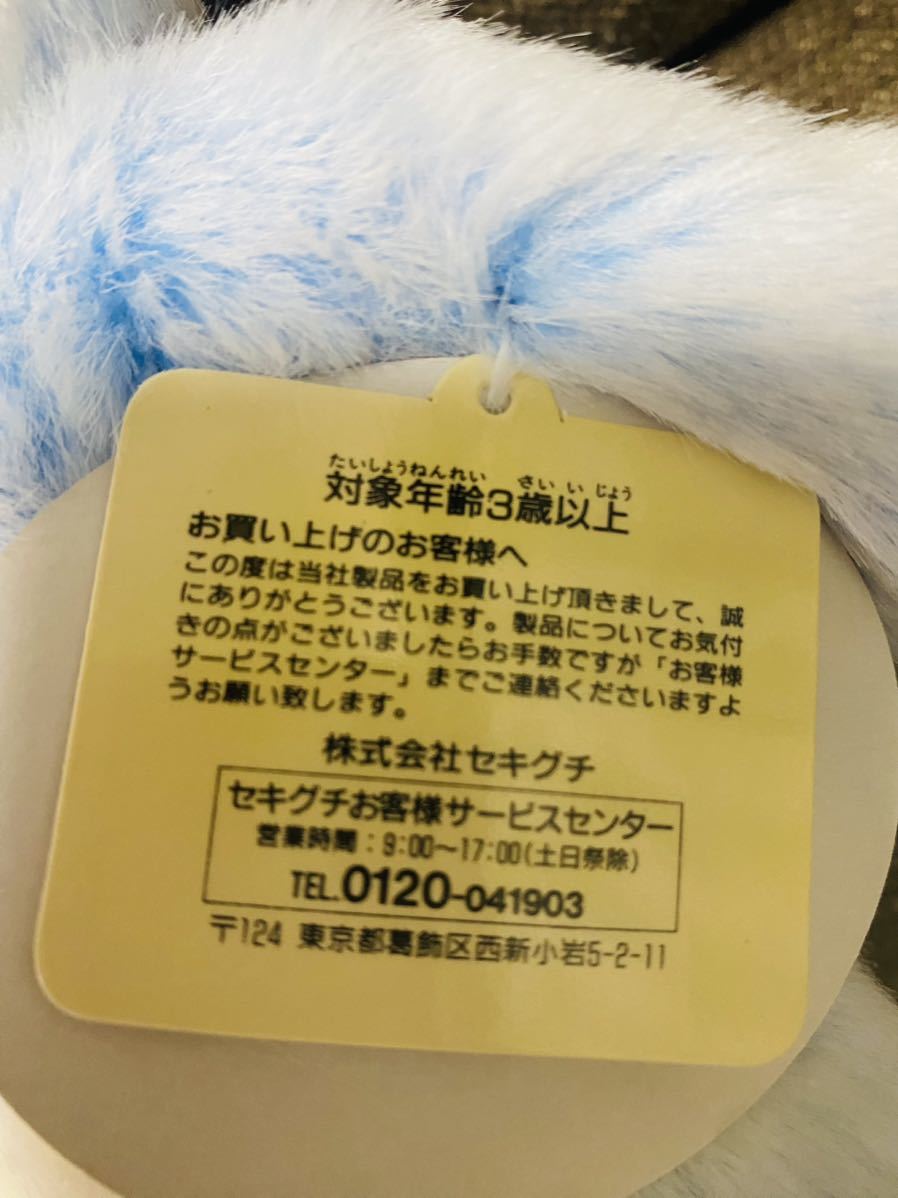 たいしょうねんれい さい い じょう
対象年齢3歳以上
お買い上げのお客様へ
この度は当社製品をお買い上げ頂きまして、誠
にありがとうございます。製品についてお気付
きの点がございましたらお手数ですが「お客様
サービスセンター」までご連絡くださいますよ
うお願い致します。
株式会社セキグチ
セキグチお客様サービスセンター
営業時間:9:00〜17:00(土日祭除)
TEL.0120-041903
〒124 東京都葛飾区西新小岩5-2-11